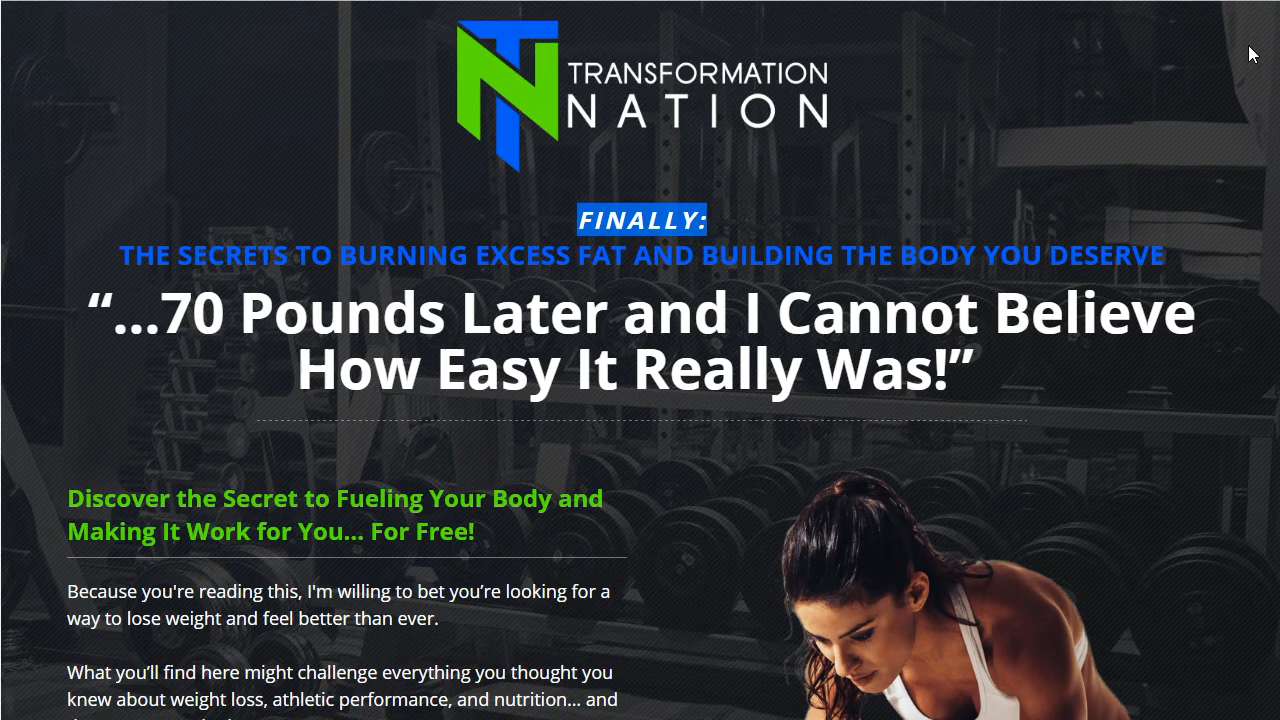 TRANSFORMATION
NATION
FINALLY:
THE SECRETS TO BURNING EXCESS FAT AND BUILDING THE BODY YOU DESERVE
“...70 Pounds Later and I Cannot Believe
How Easy It Really Was!”
Discover the Secret to Fueling Your Body and
Making It Work for You... For Free!
Because you're reading this, I'm willing to bet you’re looking for a
way to lose weight and feel better than ever.
What you’ll find here might challenge everything you thought you
knew about weight loss, athletic performance, and nutrition... and